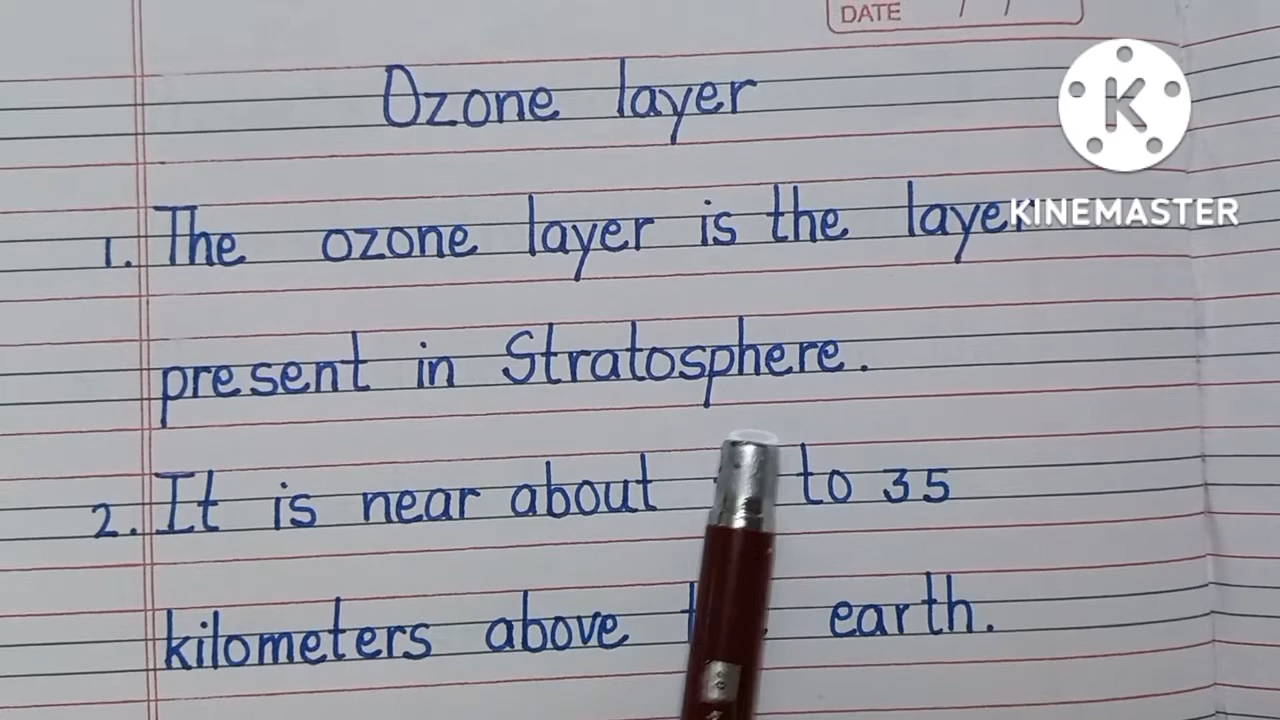 DATE / /
Ozone layer
K
KINEMASTER
1. The ozone layer is the layer
present in Stratosphere.
2. It is near about to 35
kilometers above earth.